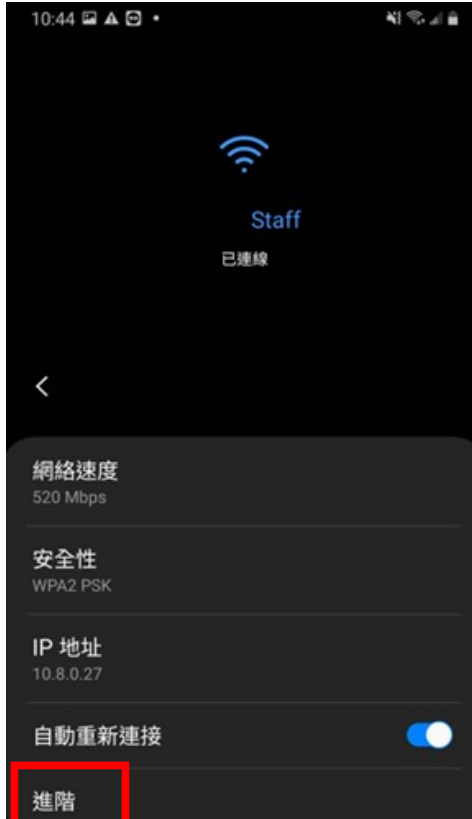 10:44
Staff
已連線
網絡速度
520 Mbps
安全性
WPA2 PSK
IP 地址
10.8.0.27
自動重新連接
進階